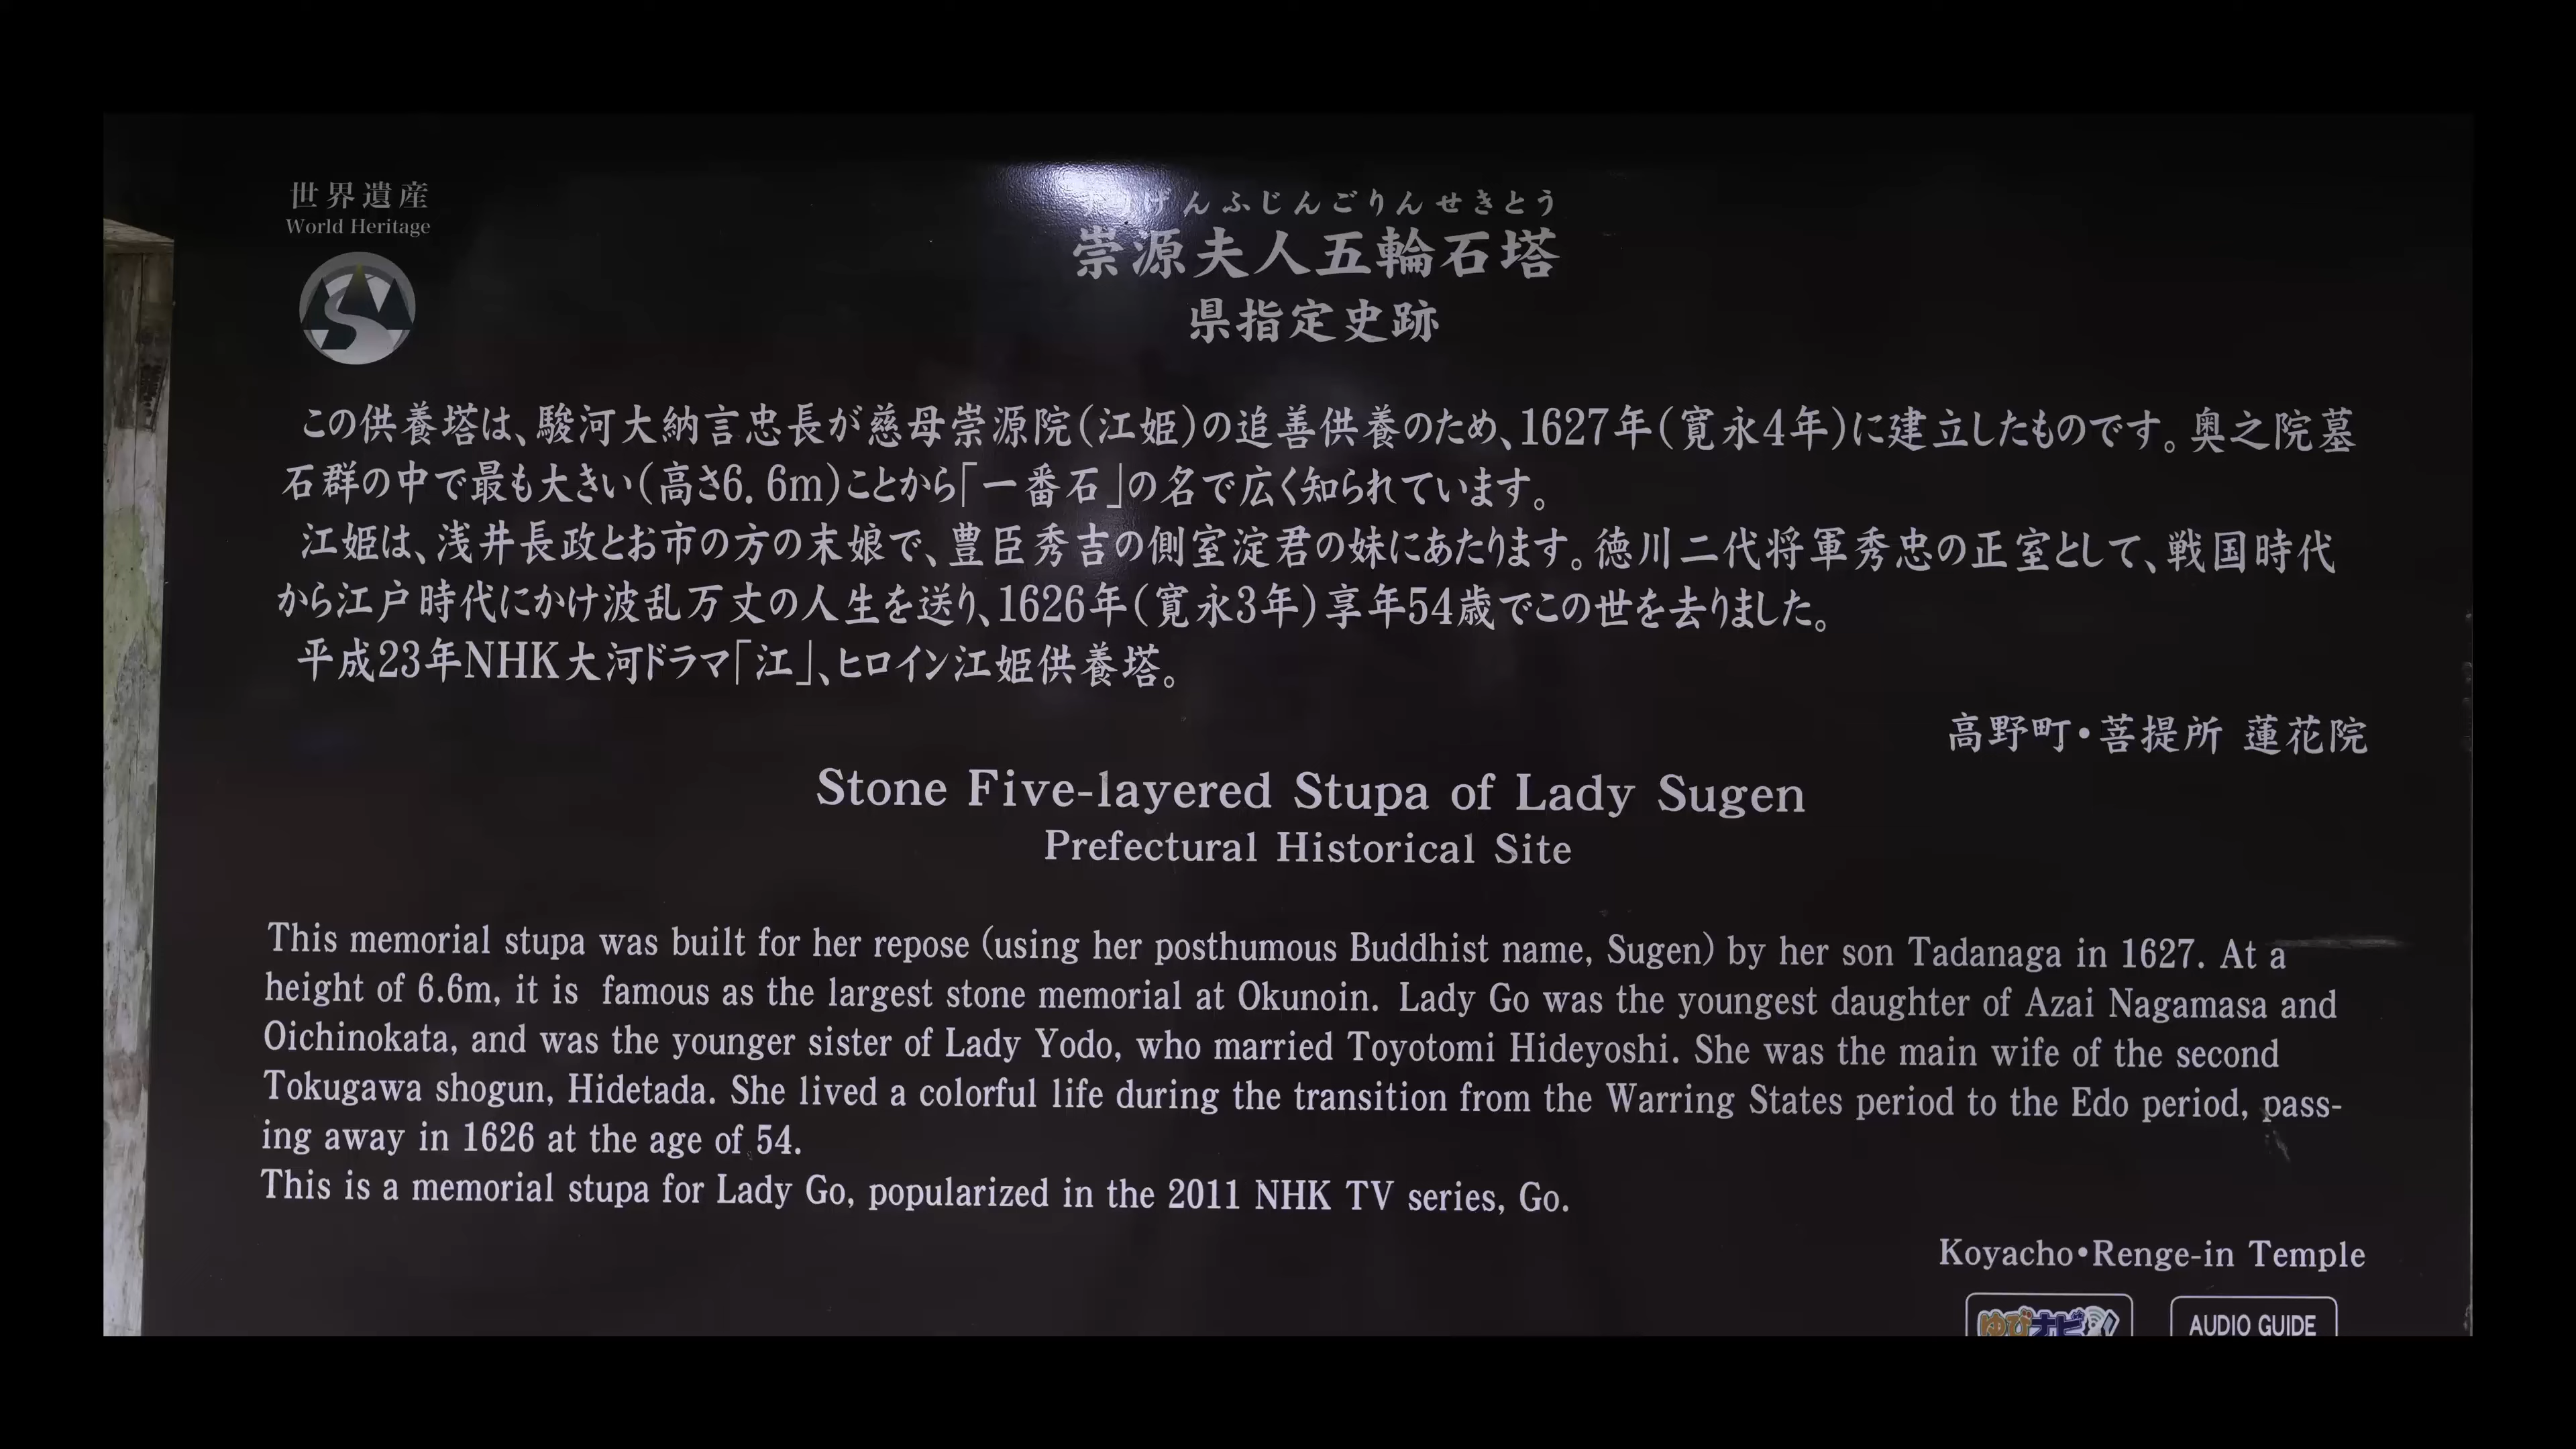 世界遺産
World Heritage
げんふじんごりんせきとう
崇源夫人五輪石塔
県指定史跡
この供養塔は、駿河大納言忠長が慈母崇源院(江姫)の追善供養のため、1627年(寛永4年)に建立したものです。奥之院墓
石群の中で最も大きい(高さ6.6m)ことから「一番石」の名で広く知られています。
江姫は、浅井長政とお市の方の末娘で、豊臣秀吉の側室淀君の妹にあたります。徳川二代将軍秀忠の正室として、戦国時代
から江戸時代にかけ波乱万丈の人生を送り、1626年(寛永3年)享年54歳でこの世を去りました。
平成23年NHK大河ドラマ「江」、ヒロイン江姫供養塔。
高野町・菩提所 蓮花院
Stone Five-layered Stupa of Lady Sugen
Prefectural Historical Site
This memorial stupa was built for her repose (using her posthumous Buddhist name, Sugen) by her son Tadanaga in 1627. At a
height of 6.6m, it is famous as the largest stone memorial at Okunoin. Lady Go was the youngest daughter of Azai Nagamasa and
Oichinokata, and was the younger sister of Lady Yodo, who married Toyotomi Hideyoshi. She was the main wife of the second
Tokugawa shogun, Hidetada. She lived a colorful life during the transition from the Warring States period to the Edo period, pass-
ing away in 1626 at the age of 54.
This is a memorial stupa for Lady Go, popularized in the 2011 NHK TV series, Go.
Koyacho•Renge-in Temple
ゆびナビ
AUDIO GUIDE